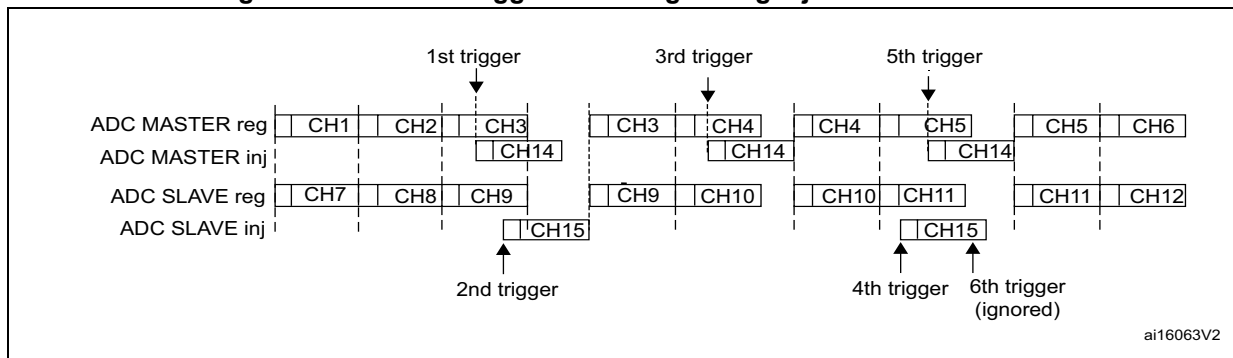 1st trigger 3rd trigger 5th trigger
ADC MASTER reg CH1 CH2 CH3 CH3 CH4 CH4 CH5 CH5 CH6
ADC MASTER inj CH14 CH14 CH14
ADC SLAVE reg CH7 CH8 CH9 CH9 CH10 CH10 CH11 CH11 CH12
ADC SLAVE inj CH15 CH15
2nd trigger 4th trigger 6th trigger
(ignored)
ai16063V2